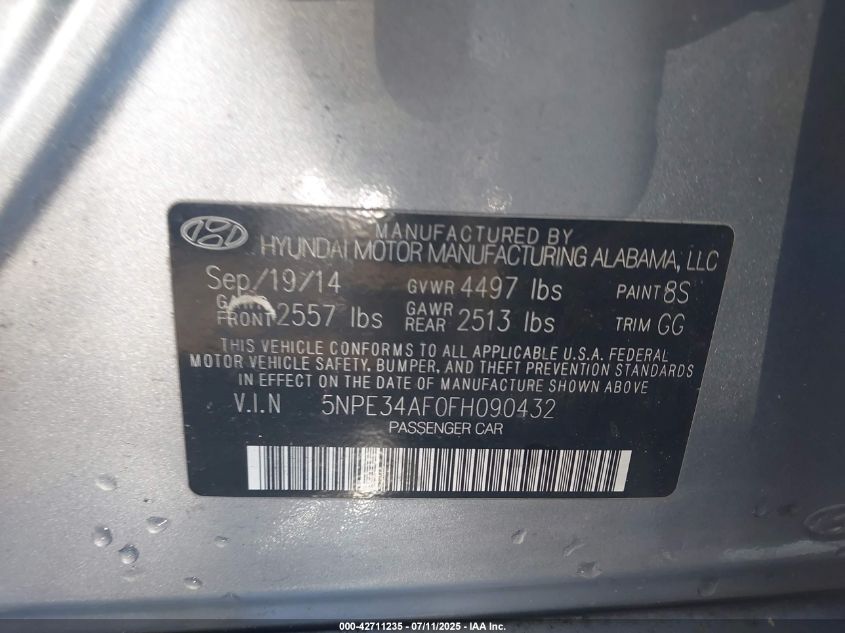 MANUFACTURED BY
HYUNDAI MOTOR MANUFACTURING ALABAMA, LLC
Sep/19/14 GVWR 4497 lbs PAINT 8S
GAWR FRONT 2557 lbs GAWR REAR 2513 lbs TRIM GG
THIS VEHICLE CONFORMS TO ALL APPLICABLE U.S.A. FEDERAL
MOTOR VEHICLE SAFETY, BUMPER, AND THEFT PREVENTION STANDARDS
IN EFFECT ON THE DATE OF MANUFACTURE SHOWN ABOVE.
V.I.N 5NPE34AF0FH090432
PASSENGER CAR
000-42711235 - 07/11/2025 - IAA Inc.